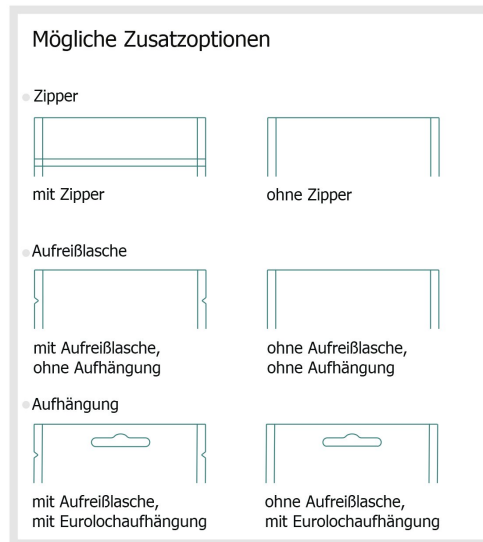 Mögliche Zusatzoptionen
Zipper
mit Zipper
ohne Zipper
Aufreißlasche
mit Aufreißlasche,
ohne Aufhängung
ohne Aufreißlasche,
ohne Aufhängung
Aufhängung
mit Aufreißlasche,
mit Eurolochaufhängung
ohne Aufreißlasche,
mit Eurolochaufhängung